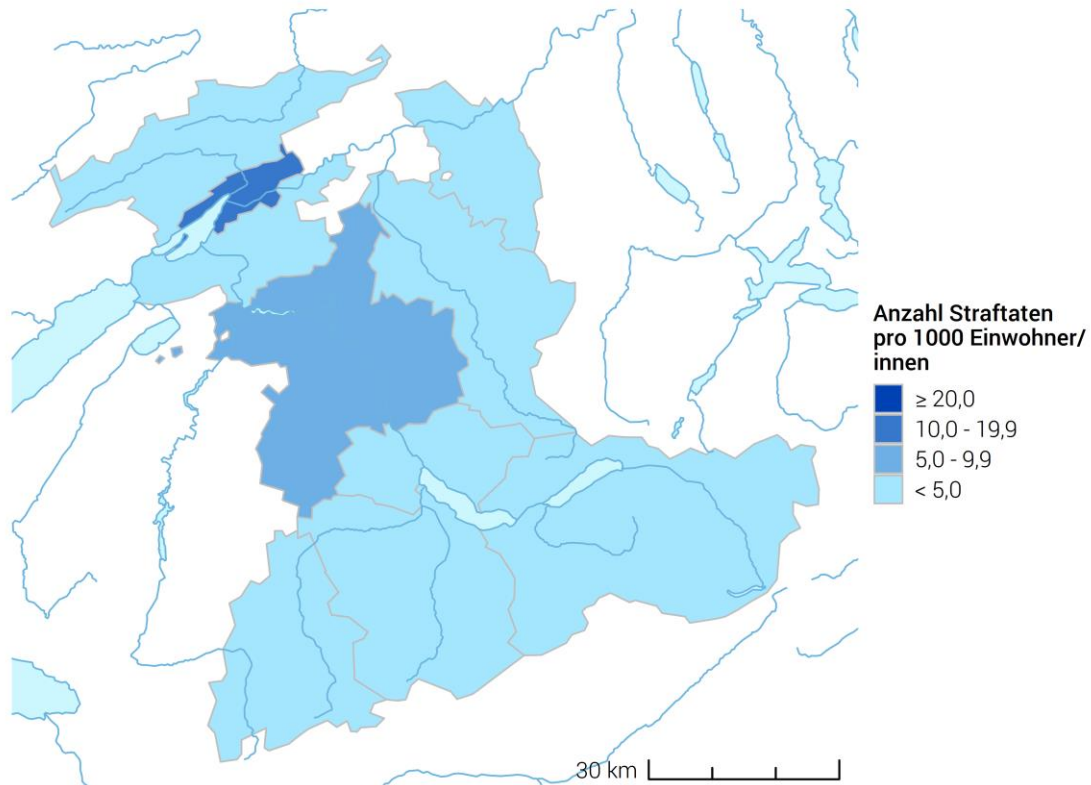 Anzahl Straftaten
pro 1000 Einwohner/
innen
≥ 20,0
10,0 - 19,9
5,0 - 9,9
< 5,0
30 km